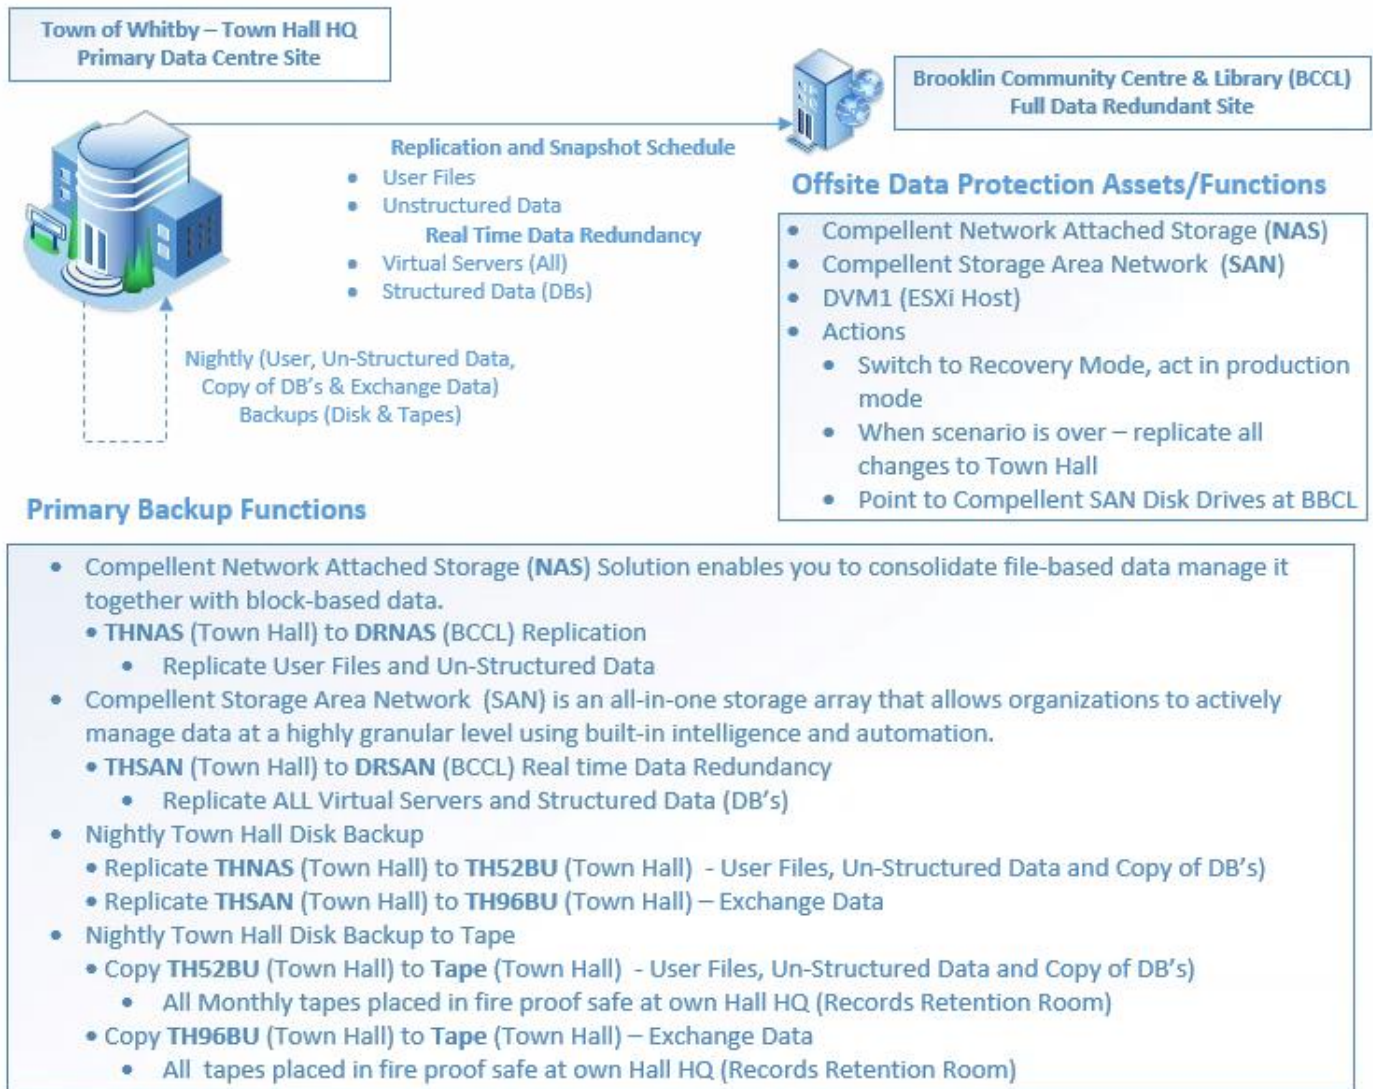 Town of Whitby – Town Hall HQ
Primary Data Centre Site
Brooklin Community Centre & Library (BCCL)
Full Data Redundant Site
Replication and Snapshot Schedule
• User Files
• Unstructured Data
Real Time Data Redundancy
• Virtual Servers (All)
• Structured Data (DBs)
Nightly (User, Un-Structured Data,
Copy of DB's & Exchange Data)
Backups (Disk & Tapes)
Offsite Data Protection Assets/Functions
• Compellent Network Attached Storage (NAS)
• Compellent Storage Area Network (SAN)
• DVM1 (ESXi Host)
• Actions
• Switch to Recovery Mode, act in production
mode
• When scenario is over – replicate all
changes to Town Hall
• Point to Compellent SAN Disk Drives at BBCL
Primary Backup Functions
• Compellent Network Attached Storage (NAS) Solution enables you to consolidate file-based data manage it
together with block-based data.
• THNAS (Town Hall) to DRNAS (BCCL) Replication
• Replicate User Files and Un-Structured Data
• Compellent Storage Area Network (SAN) is an all-in-one storage array that allows organizations to actively
manage data at a highly granular level using built-in intelligence and automation.
• THSAN (Town Hall) to DRSAN (BCCL) Real time Data Redundancy
• Replicate ALL Virtual Servers and Structured Data (DB's)
• Nightly Town Hall Disk Backup
• Replicate THNAS (Town Hall) to TH52BU (Town Hall) - User Files, Un-Structured Data and Copy of DB's)
• Replicate THSAN (Town Hall) to TH96BU (Town Hall) – Exchange Data
• Nightly Town Hall Disk Backup to Tape
• Copy TH52BU (Town Hall) to Tape (Town Hall) - User Files, Un-Structured Data and Copy of DB's)
• All Monthly tapes placed in fire proof safe at own Hall HQ (Records Retention Room)
• Copy TH96BU (Town Hall) to Tape (Town Hall) – Exchange Data
• All tapes placed in fire proof safe at own Hall HQ (Records Retention Room)